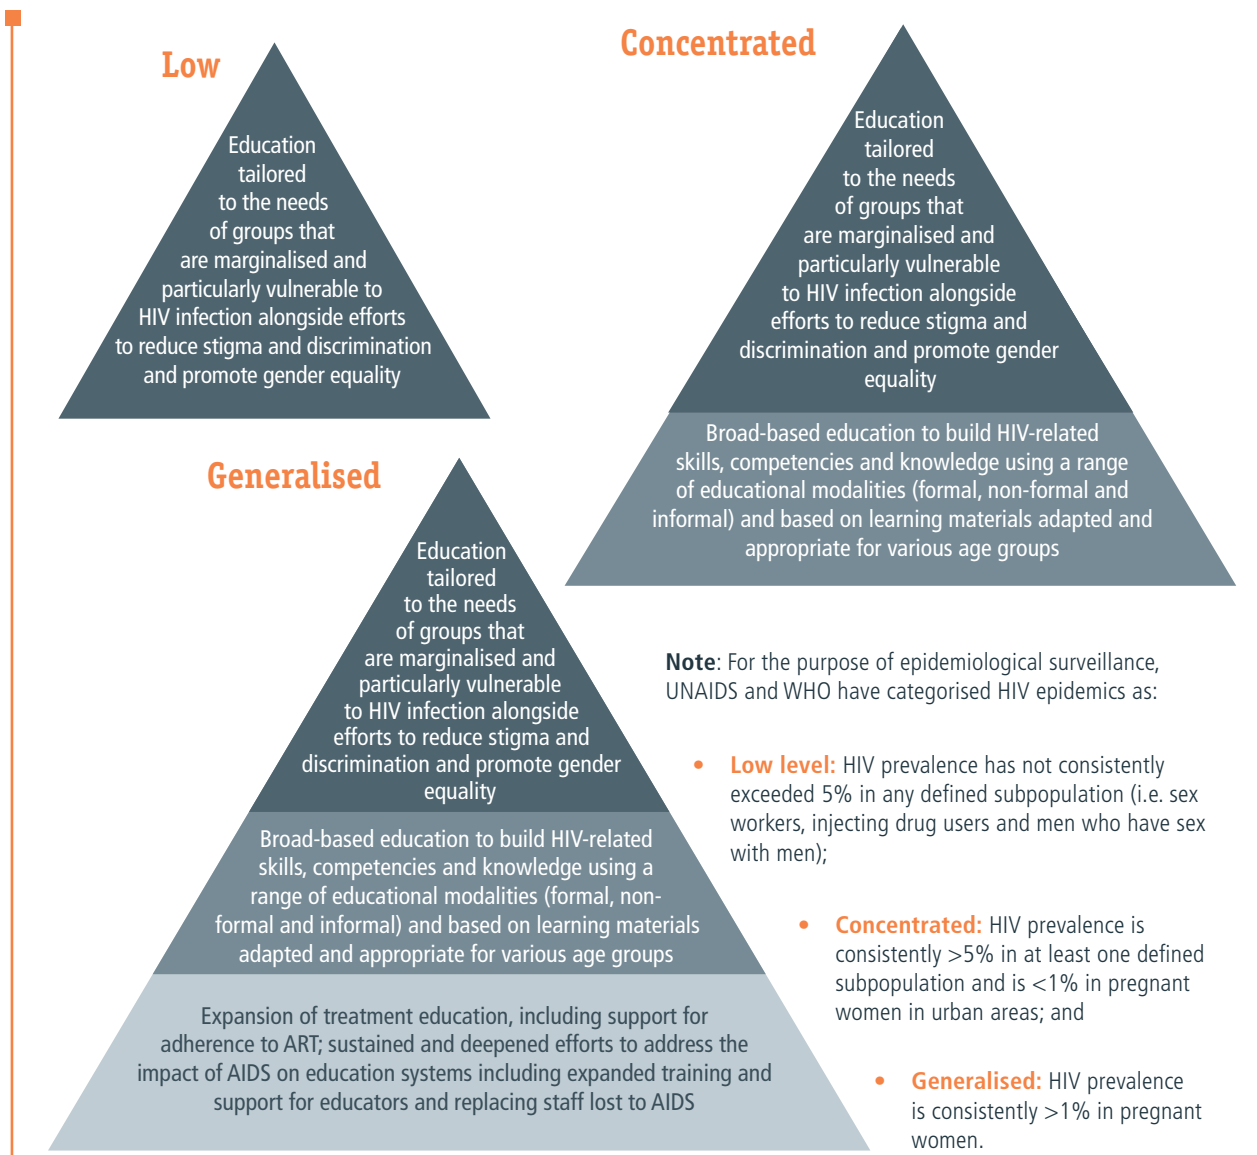 Low
Education
tailored
to the needs
of groups that
are marginalised and
particularly vulnerable to
HIV infection alongside efforts
to reduce stigma and discrimination
and promote gender equality
Concentrated
Education
tailored
to the needs
of groups that
are marginalised and
particularly vulnerable
to HIV infection alongside
efforts to reduce stigma and
discrimination and promote gender
equality
Broad-based education to build HIV-related
skills, competencies and knowledge using a range
of educational modalities (formal, non-formal and
informal) and based on learning materials adapted and
appropriate for various age groups
Generalised
Education
tailored
to the needs
of groups that
are marginalised and
particularly vulnerable
to HIV infection alongside
efforts to reduce stigma and
discrimination and promote gender
equality
Broad-based education to build HIV-related
skills, competencies and knowledge using a
range of educational modalities (formal, non-
formal and informal) and based on learning materials
adapted and appropriate for various age groups
Expansion of treatment education, including support for
adherence to ART; sustained and deepened efforts to address the
impact of AIDS on education systems including expanded training and
support for educators and replacing staff lost to AIDS
Note: For the purpose of epidemiological surveillance,
UNAIDS and WHO have categorised HIV epidemics as:
• Low level: HIV prevalence has not consistently
exceeded 5% in any defined subpopulation (i.e. sex
workers, injecting drug users and men who have sex
with men);
• Concentrated: HIV prevalence is
consistently >5% in at least one defined
subpopulation and is <1% in pregnant
women in urban areas; and
• Generalised: HIV prevalence
is consistently >1% in pregnant
women.